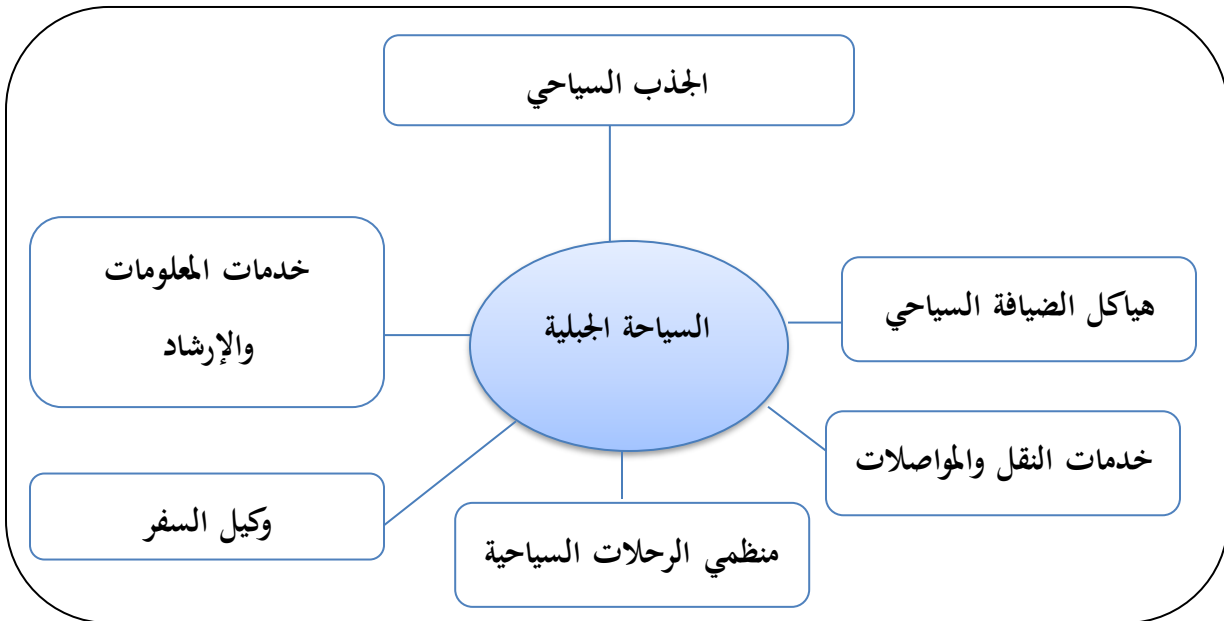 الجذب السياحي
هياكل الضيافة السياحي
خدمات المعلومات
والإرشاد
السياحة الجبلية
خدمات النقل والمواصلات
وكيل السفر
منظمي الرحلات السياحية